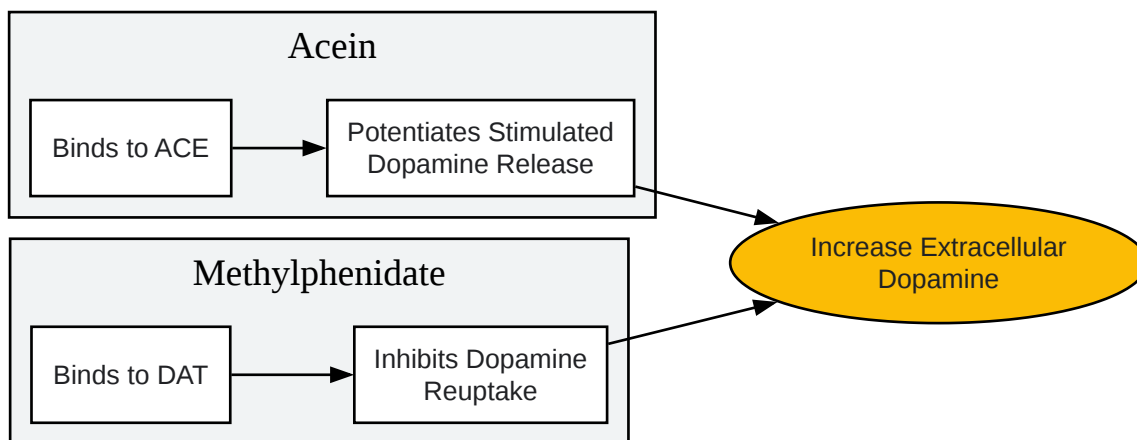 Acein
Binds to ACE
Potentiates Stimulated
Dopamine Release
Increase Extracellular
Dopamine
Methylphenidate
Binds to DAT
Inhibits Dopamine
Reuptake